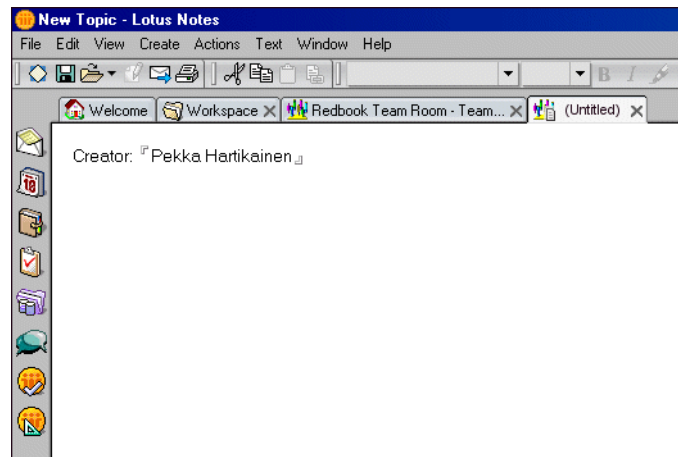 New Topic - Lotus Notes
File Edit View Create Actions Text Window Help
B I
Welcome Workspace Redbook Team Room - Team... (Untitled)
Creator: 『Pekka Hartikainen』
10